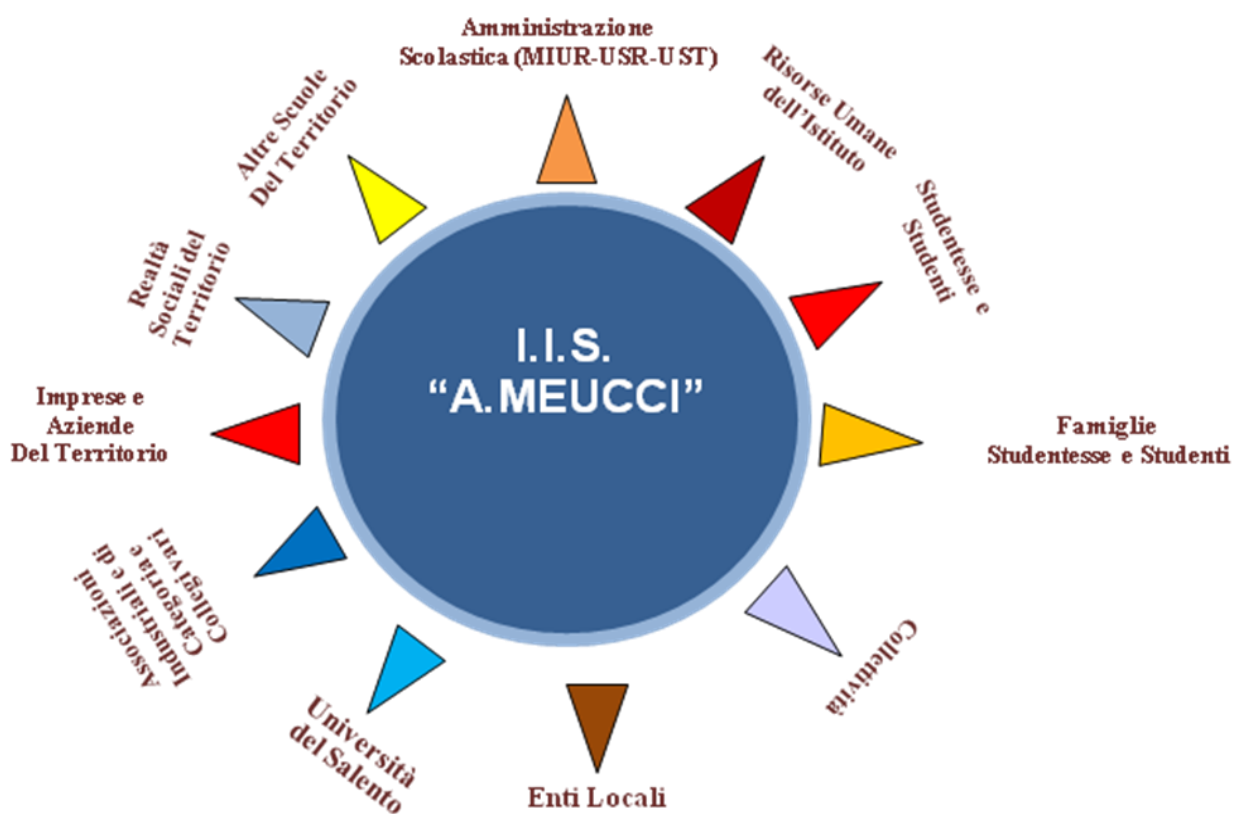 Amministrazione
Scolastica (MIUR-USR-UST)
Risorse Umane
dell'Istituto
Studentesse e
Studenti
Famiglie
Studentesse e Studenti
Collettività
Enti Locali
Università
del Salento
Associazioni
Industriali e di
Categoria e
Collegi vari
Imprese e
Aziende
Del Territorio
Realtà
Sociali del
Territorio
Altre Scuole
Del Territorio
I.I.S.
“A.MEUCCI”